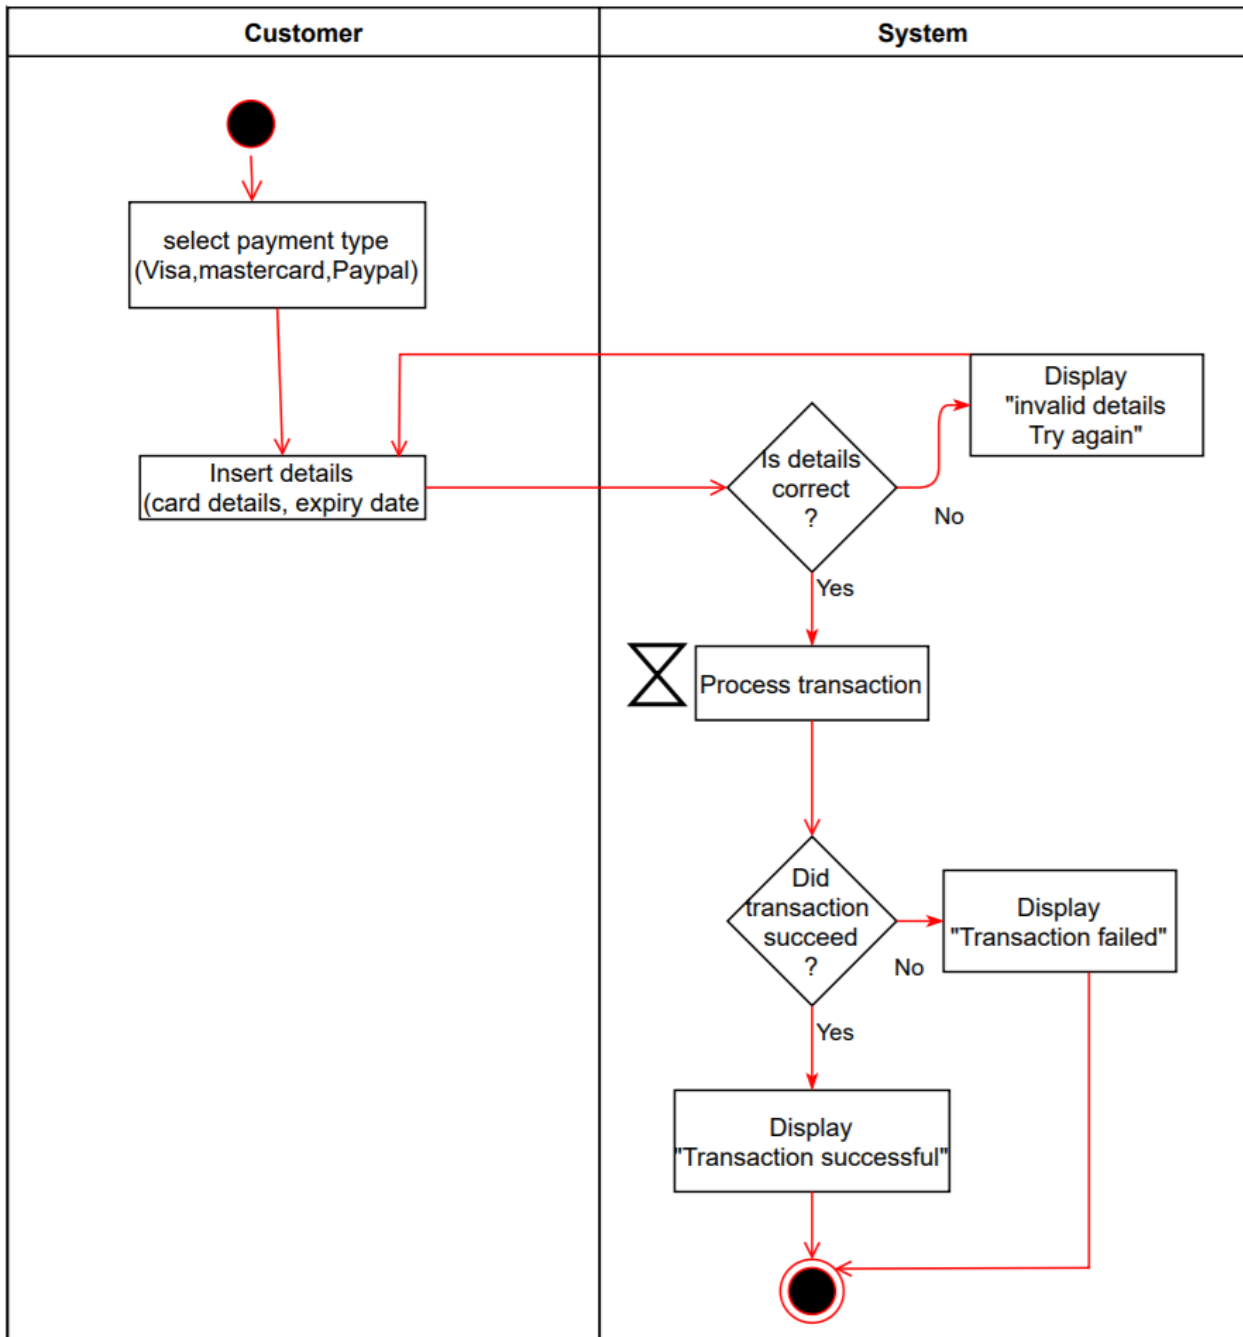 Customer
System
select payment type
(Visa,mastercard,Paypal)
Display
"invalid details
Try again"
Insert details
(card details, expiry date
Is details
correct
?
No
Yes
Process transaction
Did
transaction
succeed
?
No
Display
"Transaction failed"
Yes
Display
"Transaction successful"